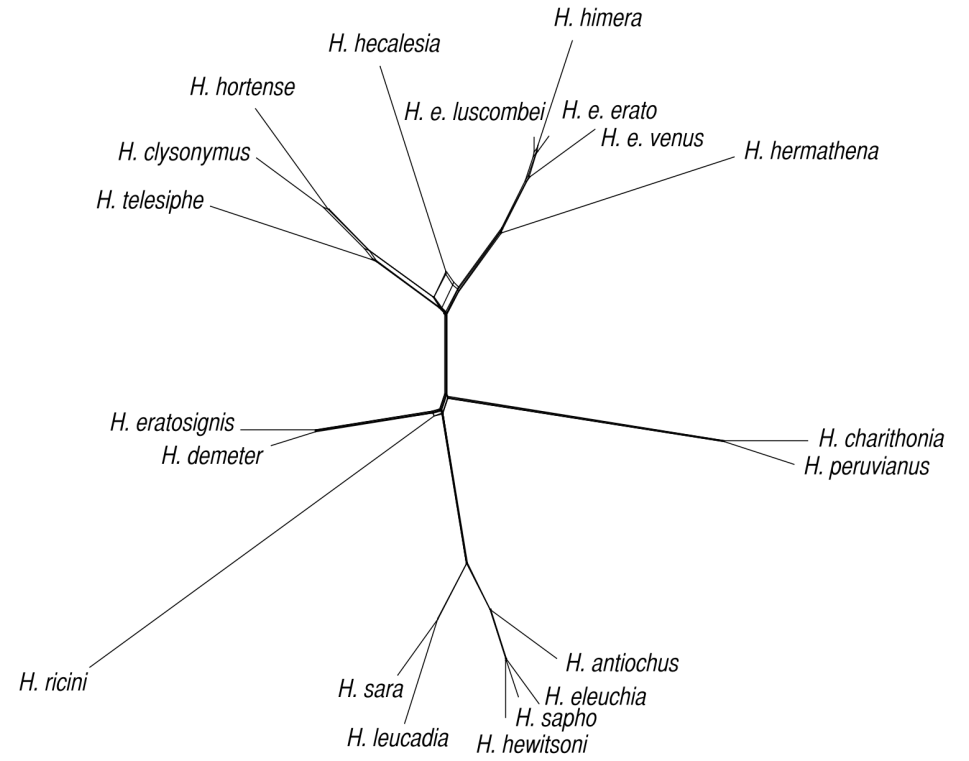 H. himera
H. hecalesia
H. hortense
H. e. luscombei
H. e. erato
H. e. venus
H. clysonymus
H. hermathena
H. telesiphe
H. eratosignis
H. demeter
H. charithonia
H. peruvianus
H. ricini
H. sara
H. antiochus
H. eleuchia
H. sapho
H. leucadia
H. hewitsoni